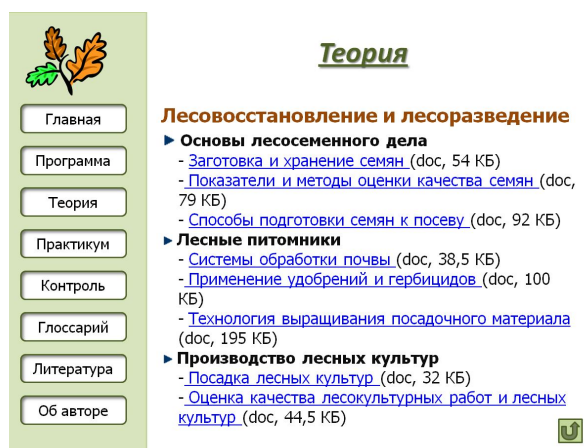 Теория
Главная
Программа
Теория
Практикум
Контроль
Глоссарий
Литература
Об авторе
Лесовосстановление и лесоразведение
Основы лесосеменного дела
- Заготовка и хранение семян (doc, 54 КБ)
- Показатели и методы оценки качества семян (doc,
79 КБ)
- Способы подготовки семян к посеву (doc, 92 КБ)
Лесные питомники
- Системы обработки почвы (doc, 38,5 КБ)
- Применение удобрений и гербицидов (doc, 100
КБ)
- Технология выращивания посадочного материала
(doc, 195 КБ)
Производство лесных культур
- Посадка лесных культур (doc, 32 КБ)
- Оценка качества лесокультурных работ и лесных
культур (doc, 44,5 КБ)